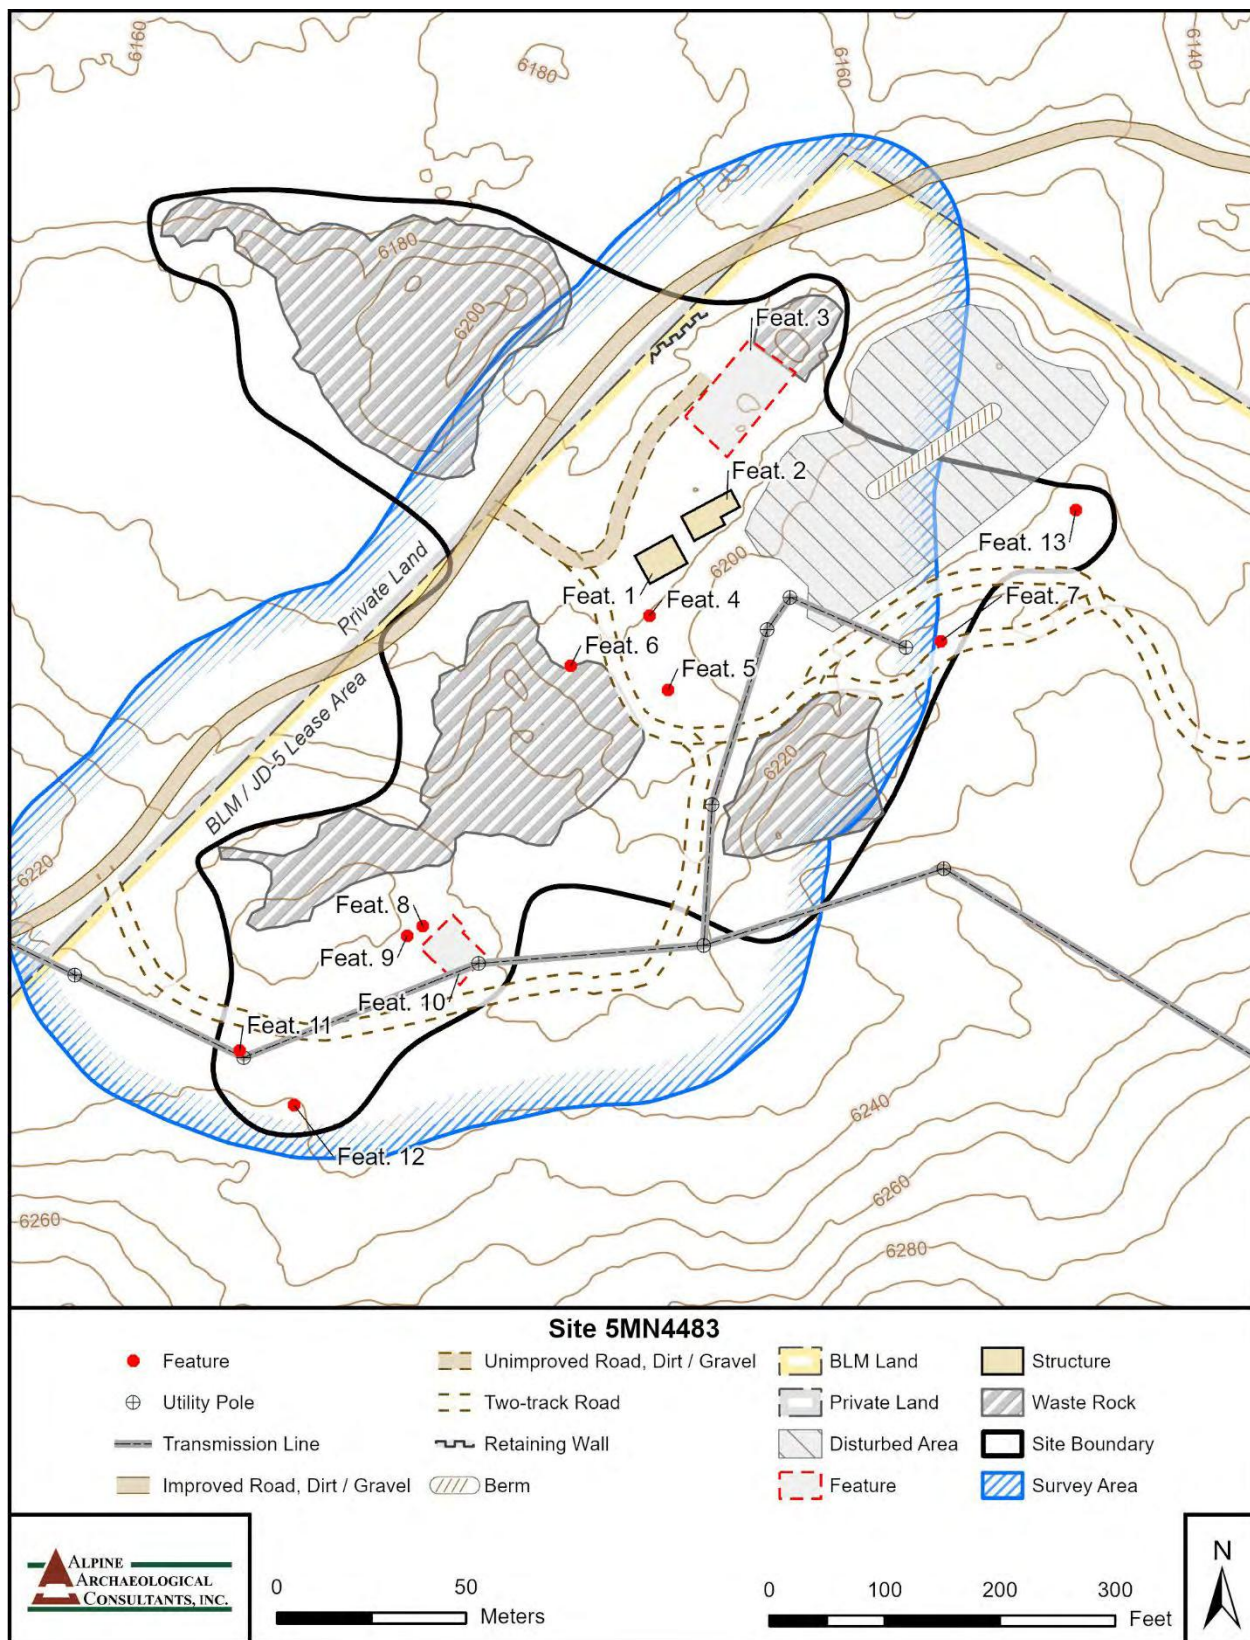 6160
6180
6160
6140
6180
6200
Feat. 3
Feat. 2
6200
Feat. 13
Private Land
Feat. 1
Feat. 4
Feat. 7
Feat. 6
Feat. 5
BLM / JD-5 Lease Area
6220
6220
Feat. 8
Feat. 9
Feat. 10
Feat. 11
6240
Feat. 12
6260
6260
6280
Site 5MN4483
Feature
Utility Pole
Transmission Line
Improved Road, Dirt / Gravel
Unimproved Road, Dirt / Gravel
Two-track Road
Retaining Wall
Berm
BLM Land
Private Land
Disturbed Area
Feature
Structure
Waste Rock
Site Boundary
Survey Area
ALPINE
ARCHAEOLOGICAL
CONSULTANTS, INC.
0 50
Meters
0 100 200 300
Feet
N